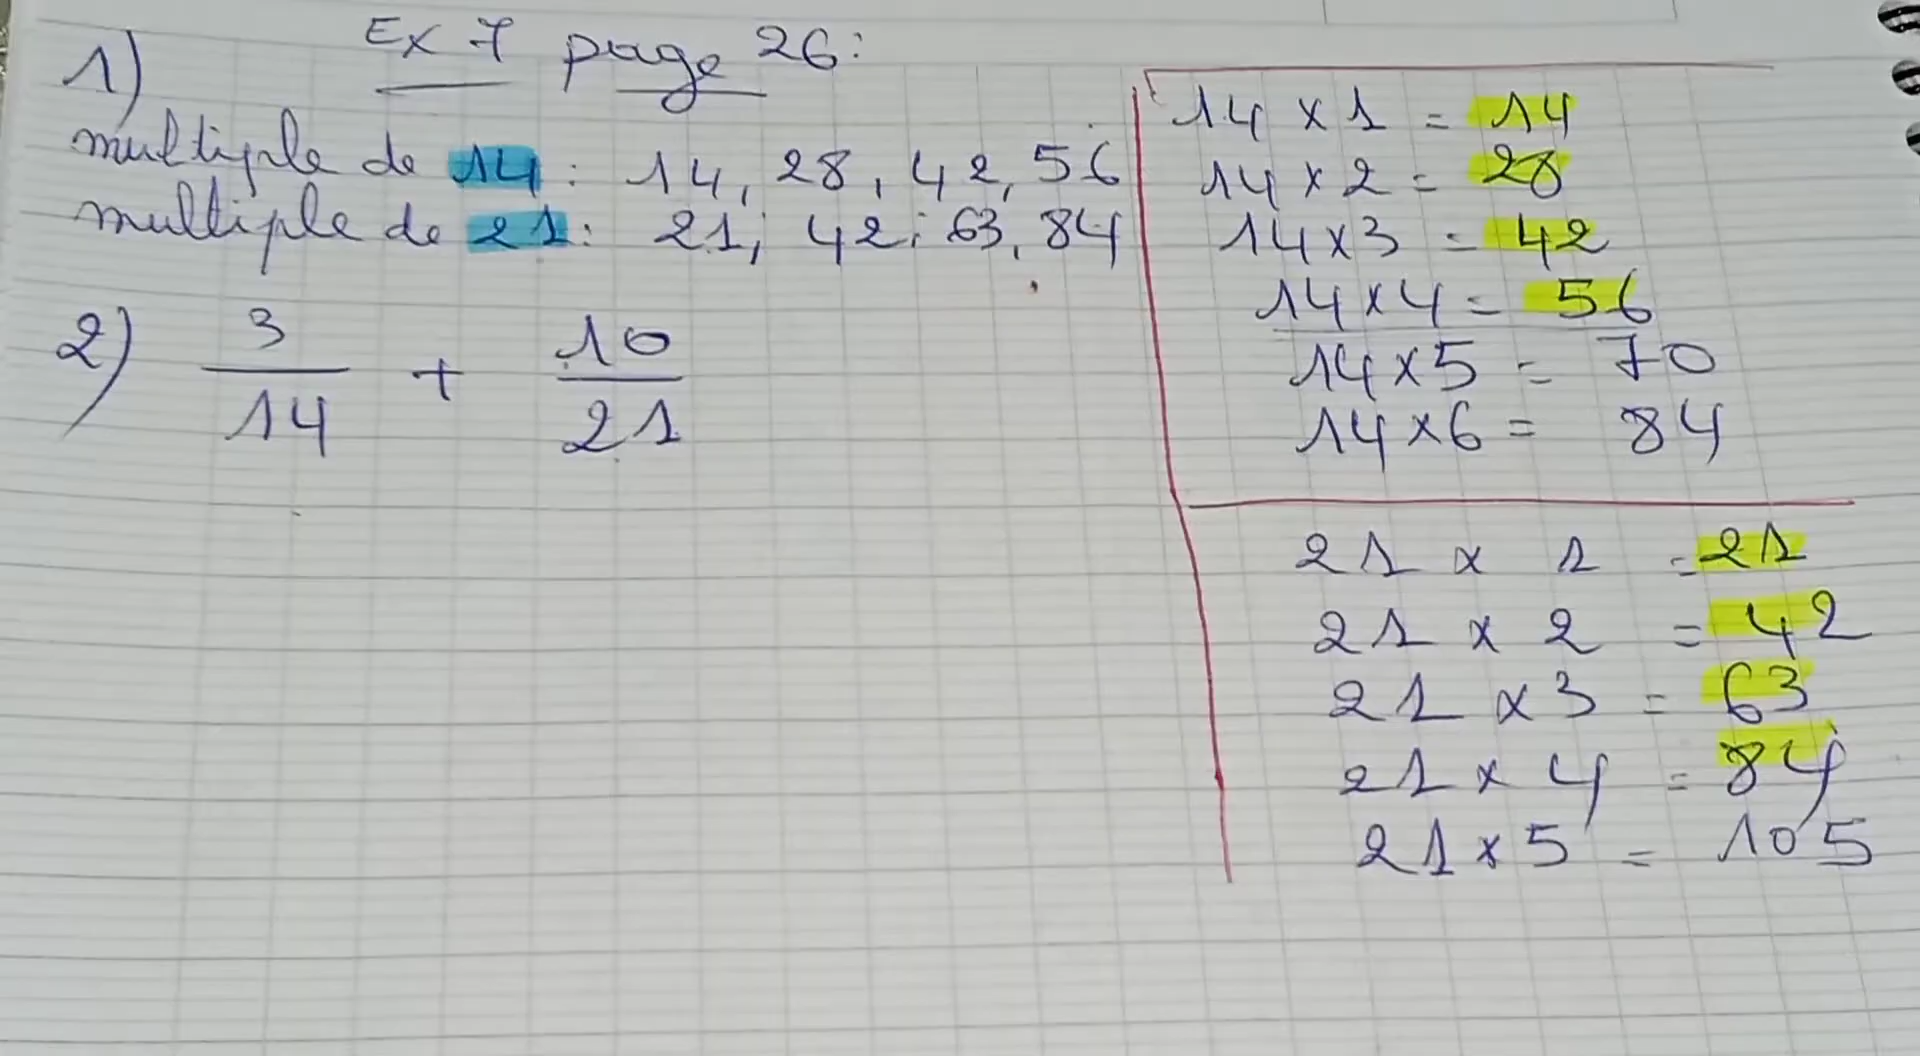 Ex 7 page 26:
1)
multiple de 14 : 14, 28, 42, 56
multiple de 21 : 21; 42; 63, 84
2) 3/14 + 10/21
14 x 1 = 14
14 x 2 = 28
14 x 3 = 42
14 x 4 = 56
14 x 5 = 70
14 x 6 = 84
21 x 1 = 21
21 x 2 = 42
21 x 3 = 63
21 x 4 = 84
21 x 5 = 105